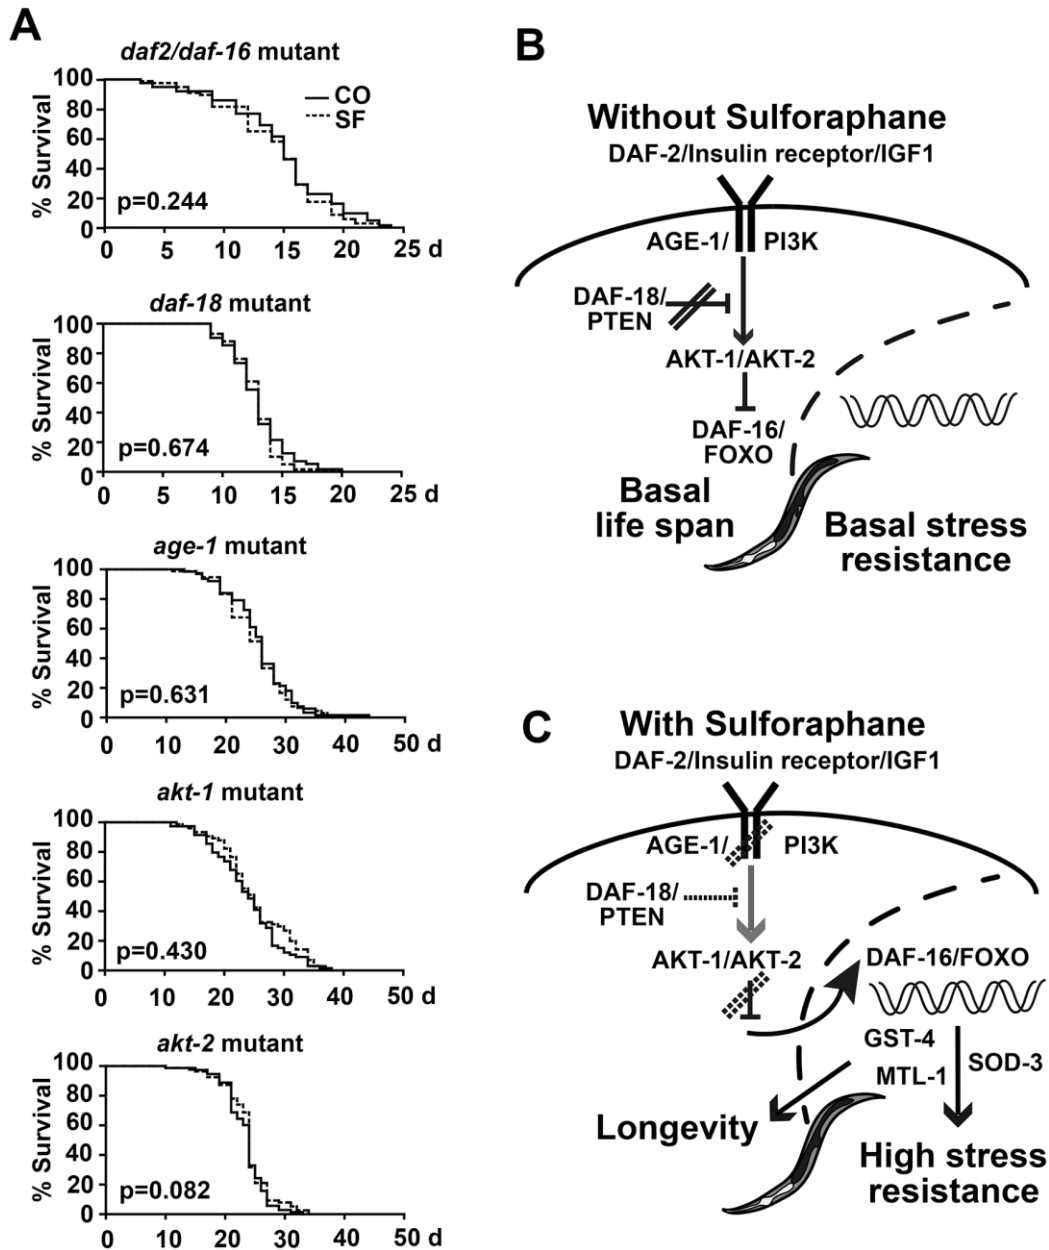 A
daf2/daf-16 mutant
% Survival
100
80
60
40
20
0
CO
SF
p=0.244
0 5 10 15 20 25 d
daf-18 mutant
% Survival
100
80
60
40
20
0
p=0.674
0 5 10 15 20 25 d
age-1 mutant
% Survival
100
80
60
40
20
0
p=0.631
0 10 20 30 40 50 d
akt-1 mutant
% Survival
100
80
60
40
20
0
p=0.430
0 10 20 30 40 50 d
akt-2 mutant
% Survival
100
80
60
40
20
0
p=0.082
0 10 20 30 40 50 d
B
Without Sulforaphane
DAF-2/Insulin receptor/IGF1
AGE-1/ PI3K
DAF-18/
PTEN
AKT-1/AKT-2
DAF-16/
FOXO
Basal
life span
Basal stress
resistance
C
With Sulforaphane
DAF-2/Insulin receptor/IGF1
AGE-1/ PI3K
DAF-18/
PTEN
AKT-1/AKT-2
DAF-16/FOXO
GST-4
MTL-1
SOD-3
Longevity
High stress
resistance